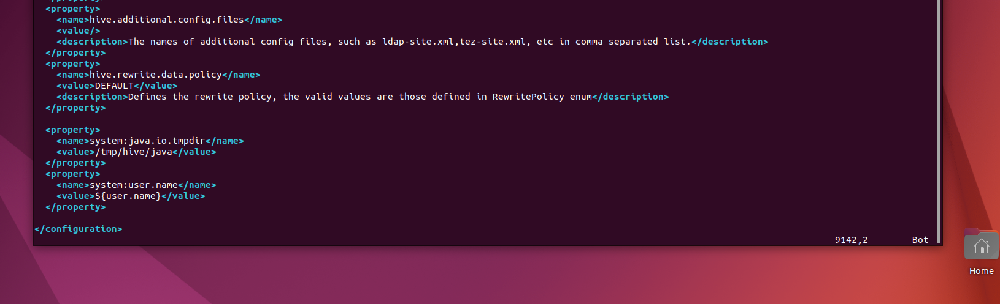 <property>
<name>hive.additional.config.files</name>
<value/>
<description>The names of additional config files, such as ldap-site.xml,tez-site.xml, etc in comma separated list.</description>
</property>
<property>
<name>hive.rewrite.data.policy</name>
<value>DEFAULT</value>
<description>Defines the rewrite policy, the valid values are those defined in RewritePolicy enum</description>
</property>
<property>
<name>system:java.io.tmpdir</name>
<value>/tmp/hive/java</value>
</property>
<property>
<name>system:user.name</name>
<value>${user.name}</value>
</property>
</configuration>
9142,2 Bot
Home